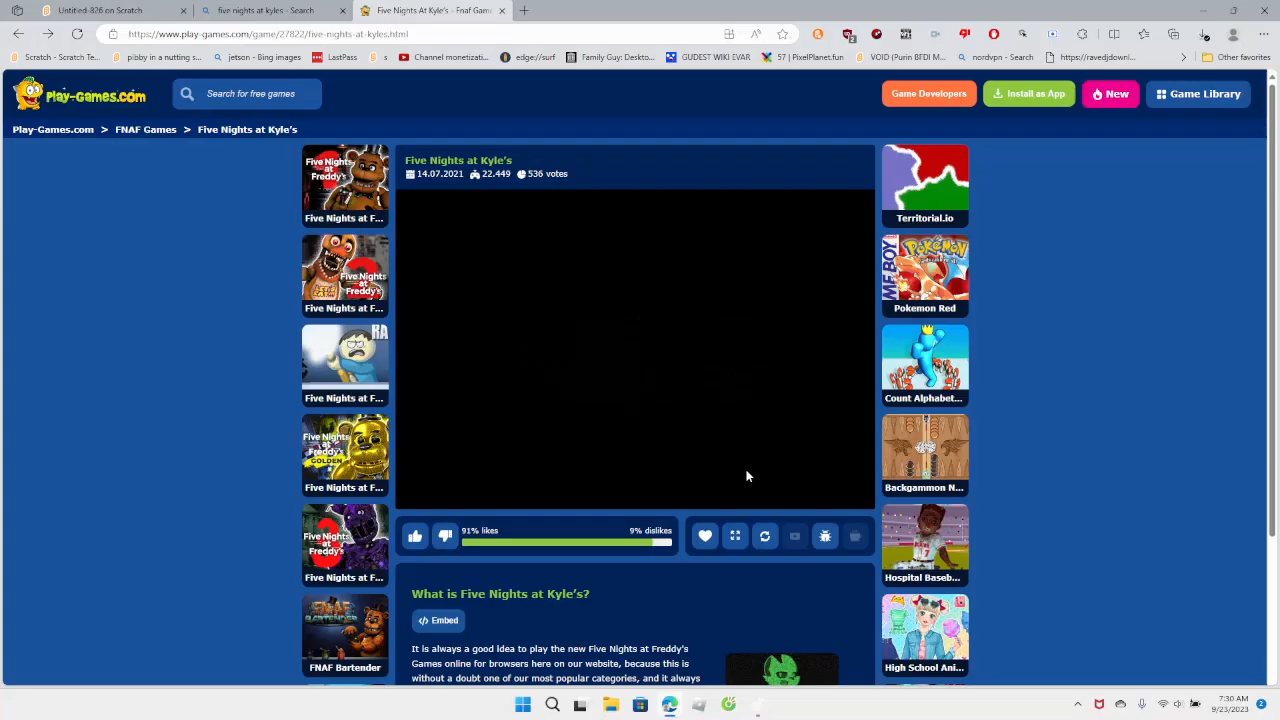 Untitled-826 on Scratch
five nights at kyles - Search
Five Nights At Kyle's - Fnaf Game
https://www.play-games.com/game/27822/five-nights-at-kyles.html
Scratch - Scratch Te...
pibby in a nutting s...
jetson - Bing images
LastPass
s
Channel monetizati...
edge://surf
Family Guy: Deskto...
GUDEST WIKI EVAR
57 | PixelPlanet.fun
VOID (Purin BFDI M...
nordvpn - Search
https://ravedjdownl...
Other favorites
Play-Games.com
Search for free games
Game Developers
Install as App
New
Game Library
Play-Games.com > FNAF Games > Five Nights at Kyle's
Five Nights at F...
Five Nights at F...
Five Nights at F...
Five Nights at F...
Five Nights at F...
FNAF Bartender
Five Nights at Kyle's
14.07.2021 22.449 536 votes
91% likes
9% dislikes
What is Five Nights at Kyle's?
</> Embed
It is always a good idea to play the new Five Nights at Freddy's
Games online for browsers here on our website, because this is
without a doubt one of our most popular categories, and it always
Territorial.io
Pokemon Red
Count Alphabet...
Backgammon N...
Hospital Baseb...
High School Ani...
7:30 AM
9/23/2023
2